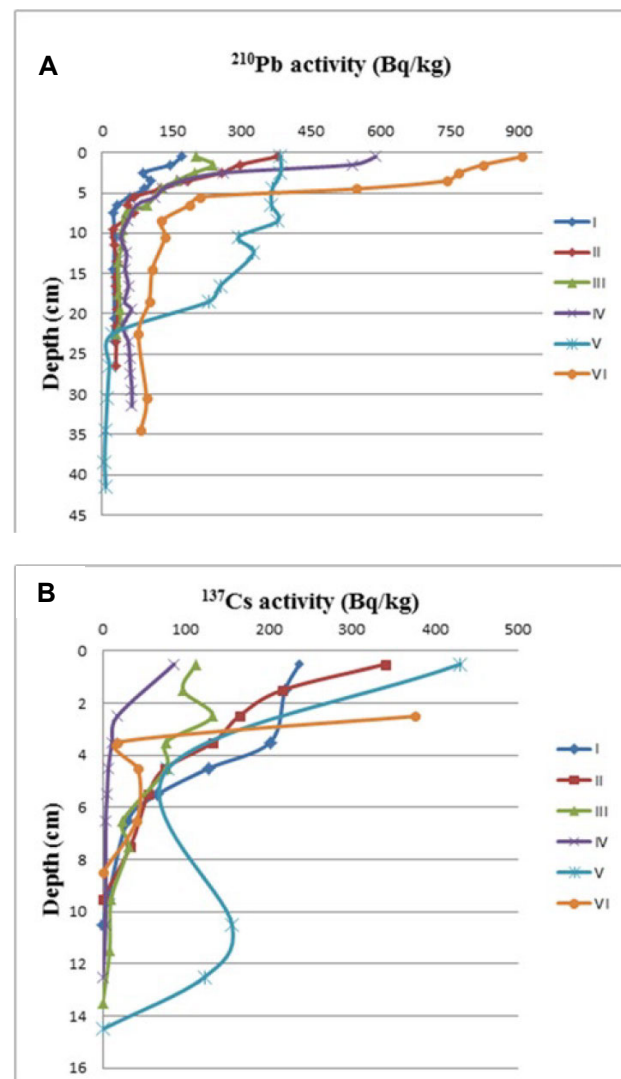 A
²¹⁰Pb activity (Bq/kg)
0 150 300 450 600 750 900
0
5
10
15
20
25
30
35
40
45
Depth (cm)
I
II
III
IV
V
VI
B
¹³⁷Cs activity (Bq/kg)
0 100 200 300 400 500
0
2
4
6
8
10
12
14
16
Depth (cm)
I
II
III
IV
V
VI